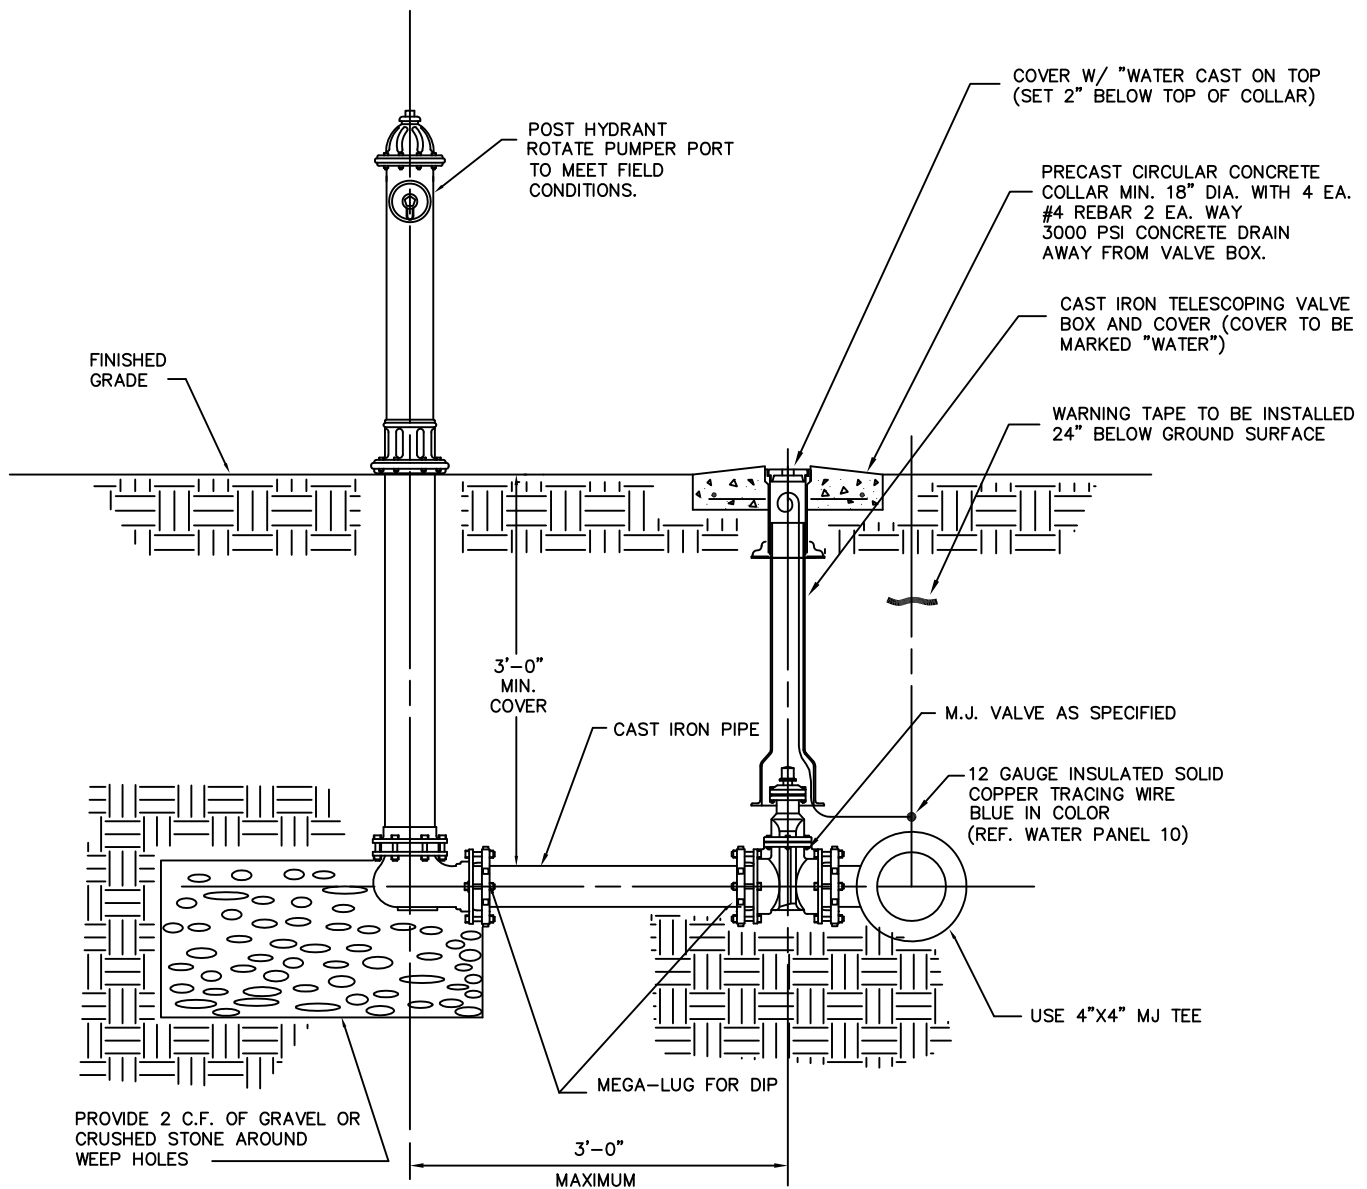 COVER W/ "WATER CAST ON TOP
(SET 2" BELOW TOP OF COLLAR)
POST HYDRANT
ROTATE PUMPER PORT
TO MEET FIELD
CONDITIONS.
PRECAST CIRCULAR CONCRETE
COLLAR MIN. 18" DIA. WITH 4 EA.
#4 REBAR 2 EA. WAY
3000 PSI CONCRETE DRAIN
AWAY FROM VALVE BOX.
CAST IRON TELESCOPING VALVE
BOX AND COVER (COVER TO BE
MARKED "WATER")
FINISHED
GRADE
WARNING TAPE TO BE INSTALLED
24" BELOW GROUND SURFACE
3'-0"
MIN.
COVER
CAST IRON PIPE
M.J. VALVE AS SPECIFIED
12 GAUGE INSULATED SOLID
COPPER TRACING WIRE
BLUE IN COLOR
(REF. WATER PANEL 10)
USE 4"X4" MJ TEE
MEGA-LUG FOR DIP
PROVIDE 2 C.F. OF GRAVEL OR
CRUSHED STONE AROUND
WEEP HOLES
3'-0"
MAXIMUM